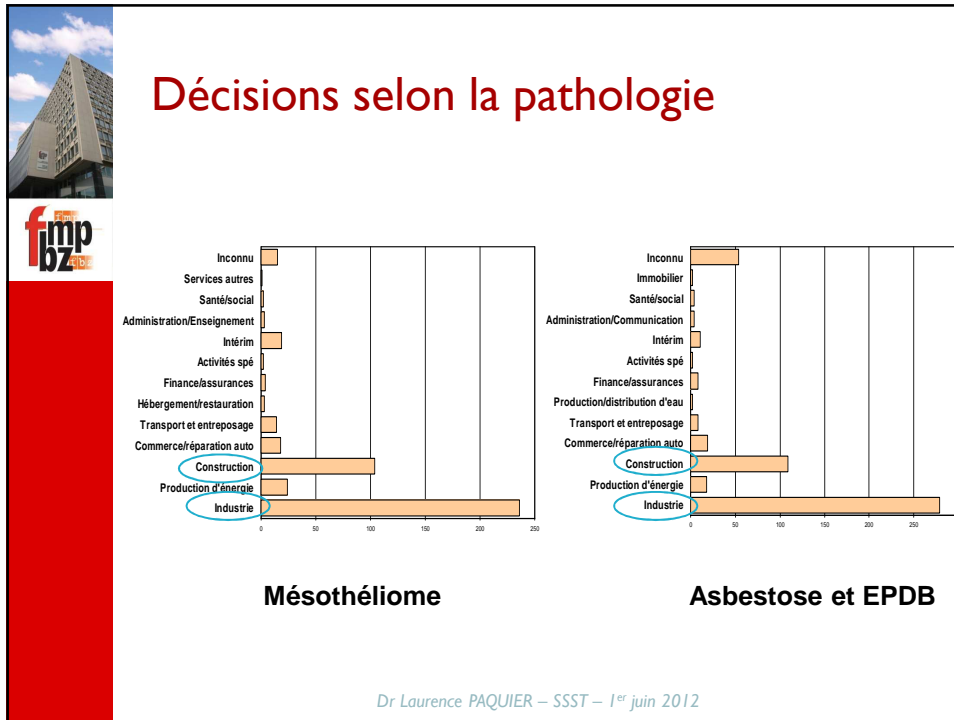 Décisions selon la pathologie
fmp
bz
Inconnu
Services autres
Santé/social
Administration/Enseignement
Intérim
Activités spé
Finance/assurances
Hébergement/restauration
Transport et entreposage
Commerce/réparation auto
Construction
Production d'énergie
Industrie
0 50 100 150 200 250
Mésothéliome
Inconnu
Immobilier
Santé/social
Administration/Communication
Intérim
Activités spé
Finance/assurances
Production/distribution d'eau
Transport et entreposage
Commerce/réparation auto
Construction
Production d'énergie
Industrie
0 50 100 150 200 250
Asbestose et EPDB
Dr Laurence PAQUIER – SSST – 1er juin 2012